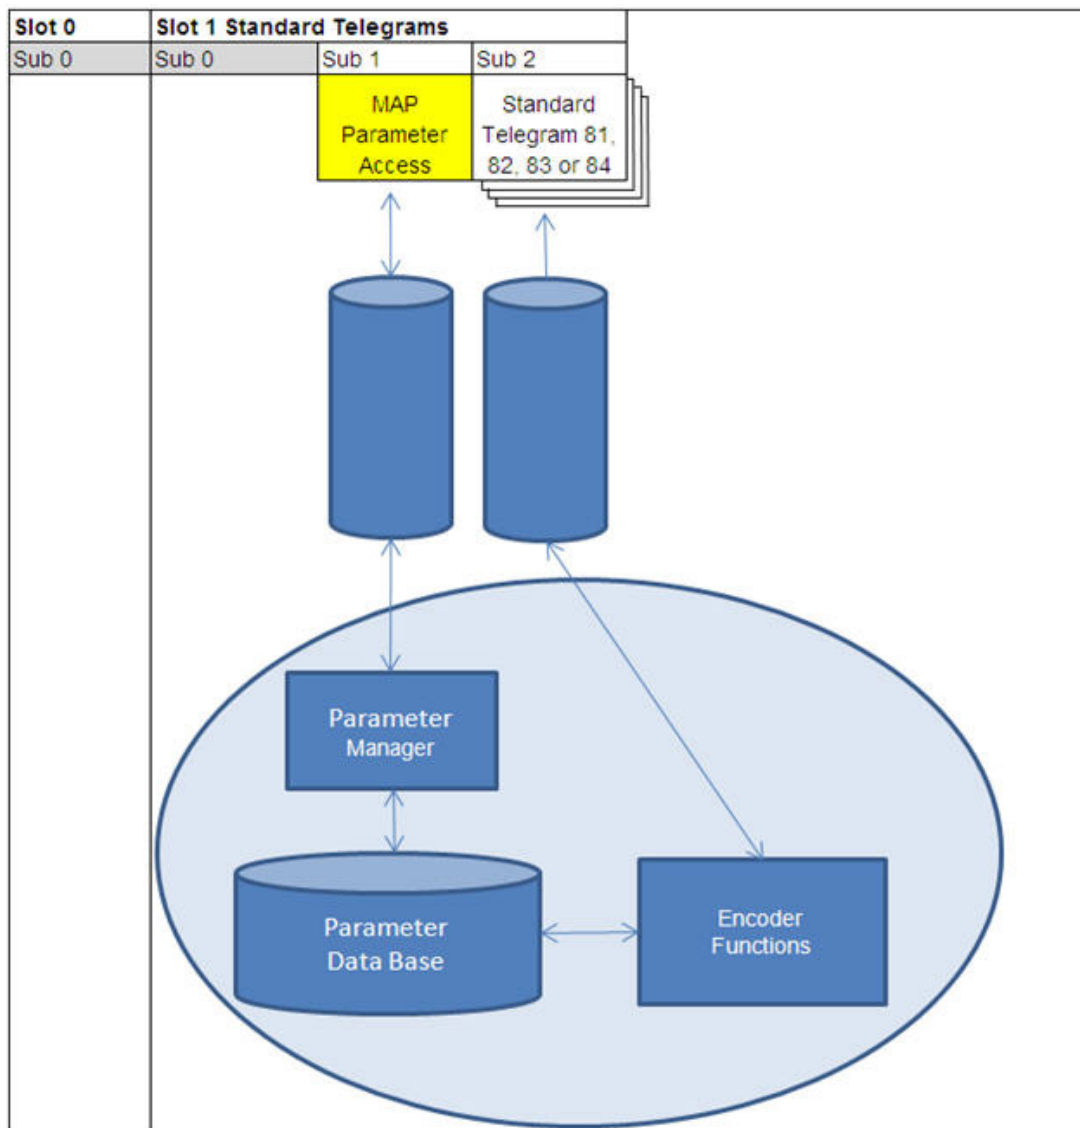 Slot 0
Slot 1 Standard Telegrams
Sub 0
Sub 0
Sub 1
Sub 2
MAP
Parameter
Access
Standard
Telegram 81,
82, 83 or 84
Parameter
Manager
Parameter
Data Base
Encoder
Functions